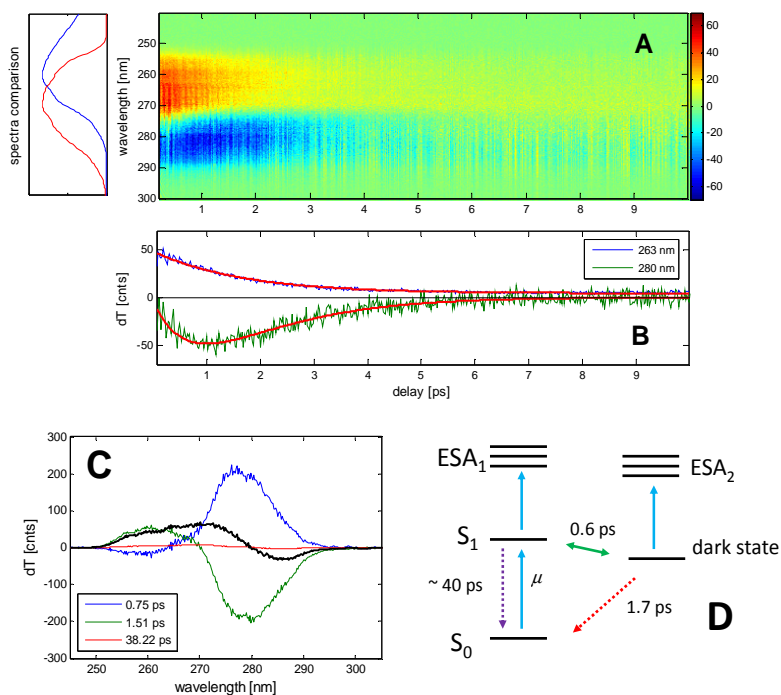 spectra comparison
wavelength [nm]
240
250
260
270
280
290
300
A
1 2 3 4 5 6 7 8 9
60
40
20
0
-20
-40
-60
dT [cnts]
50
0
-50
263 nm
280 nm
B
1 2 3 4 5 6 7 8 9
delay [ps]
C
dT [cnts]
300
200
100
0
-100
-200
-300
0.75 ps
1.51 ps
38.22 ps
250 260 270 280 290 300
wavelength [nm]
ESA1
ESA2
S1
0.6 ps
dark state
~ 40 ps
μ
1.7 ps
D
S0